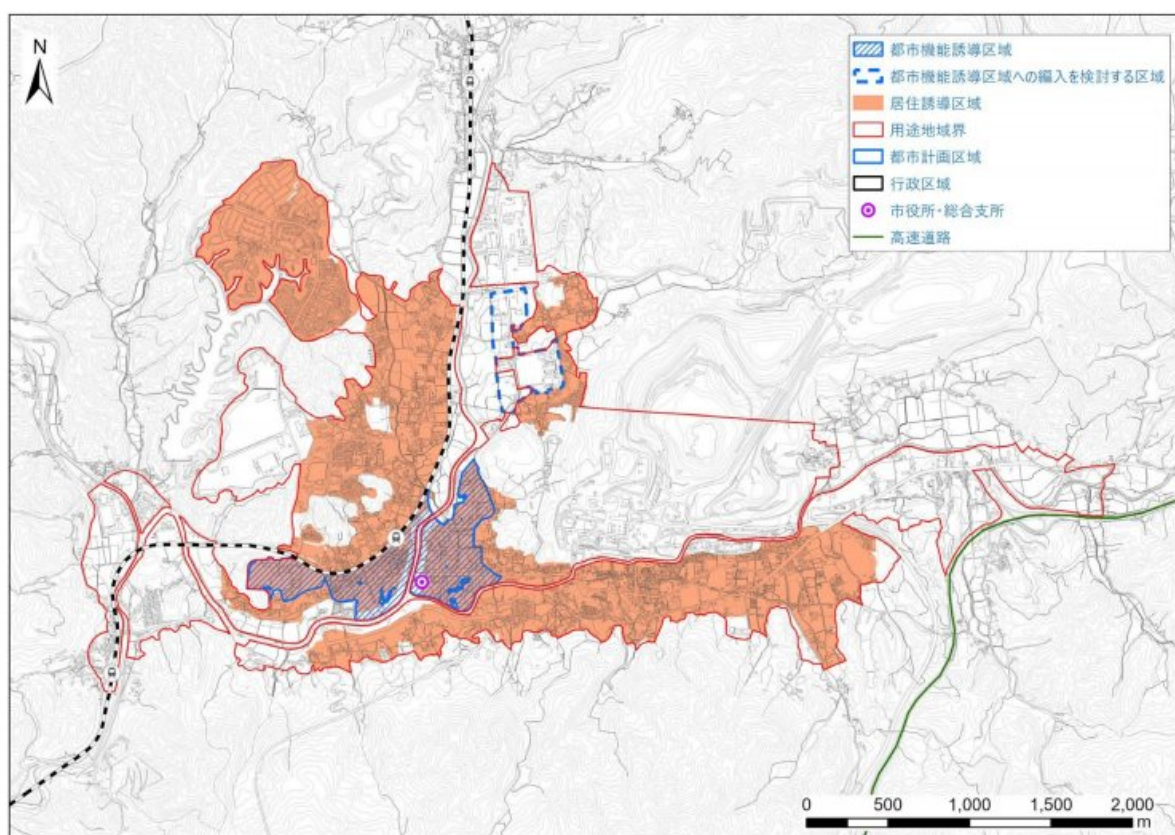 N
都市機能誘導区域
都市機能誘導区域への編入を検討する区域
居住誘導区域
用途地域界
都市計画区域
行政区域
市役所・総合支所
高速道路
0 500 1,000 1,500 2,000
m